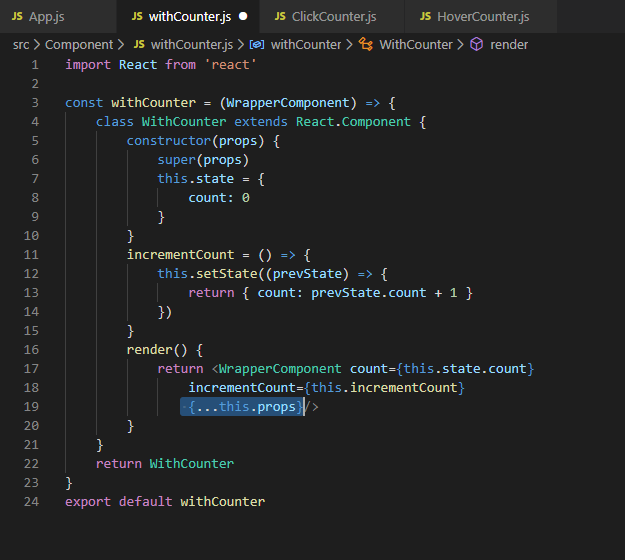 JS App.js JS withCounter.js ● JS ClickCounter.js JS HoverCounter.js
src > Component > JS withCounter.js > withCounter > WithCounter > render
1 import React from 'react'
2
3 const withCounter = (WrapperComponent) => {
4 class WithCounter extends React.Component {
5 constructor(props) {
6 super(props)
7 this.state = {
8 count: 0
9 }
10 }
11 incrementCount = () => {
12 this.setState((prevState) => {
13 return { count: prevState.count + 1 }
14 })
15 }
16 render() {
17 return <WrapperComponent count={this.state.count}
18 incrementCount={this.incrementCount}
19 {...this.props}/>
20 }
21 }
22 return WithCounter
23 }
24 export default withCounter